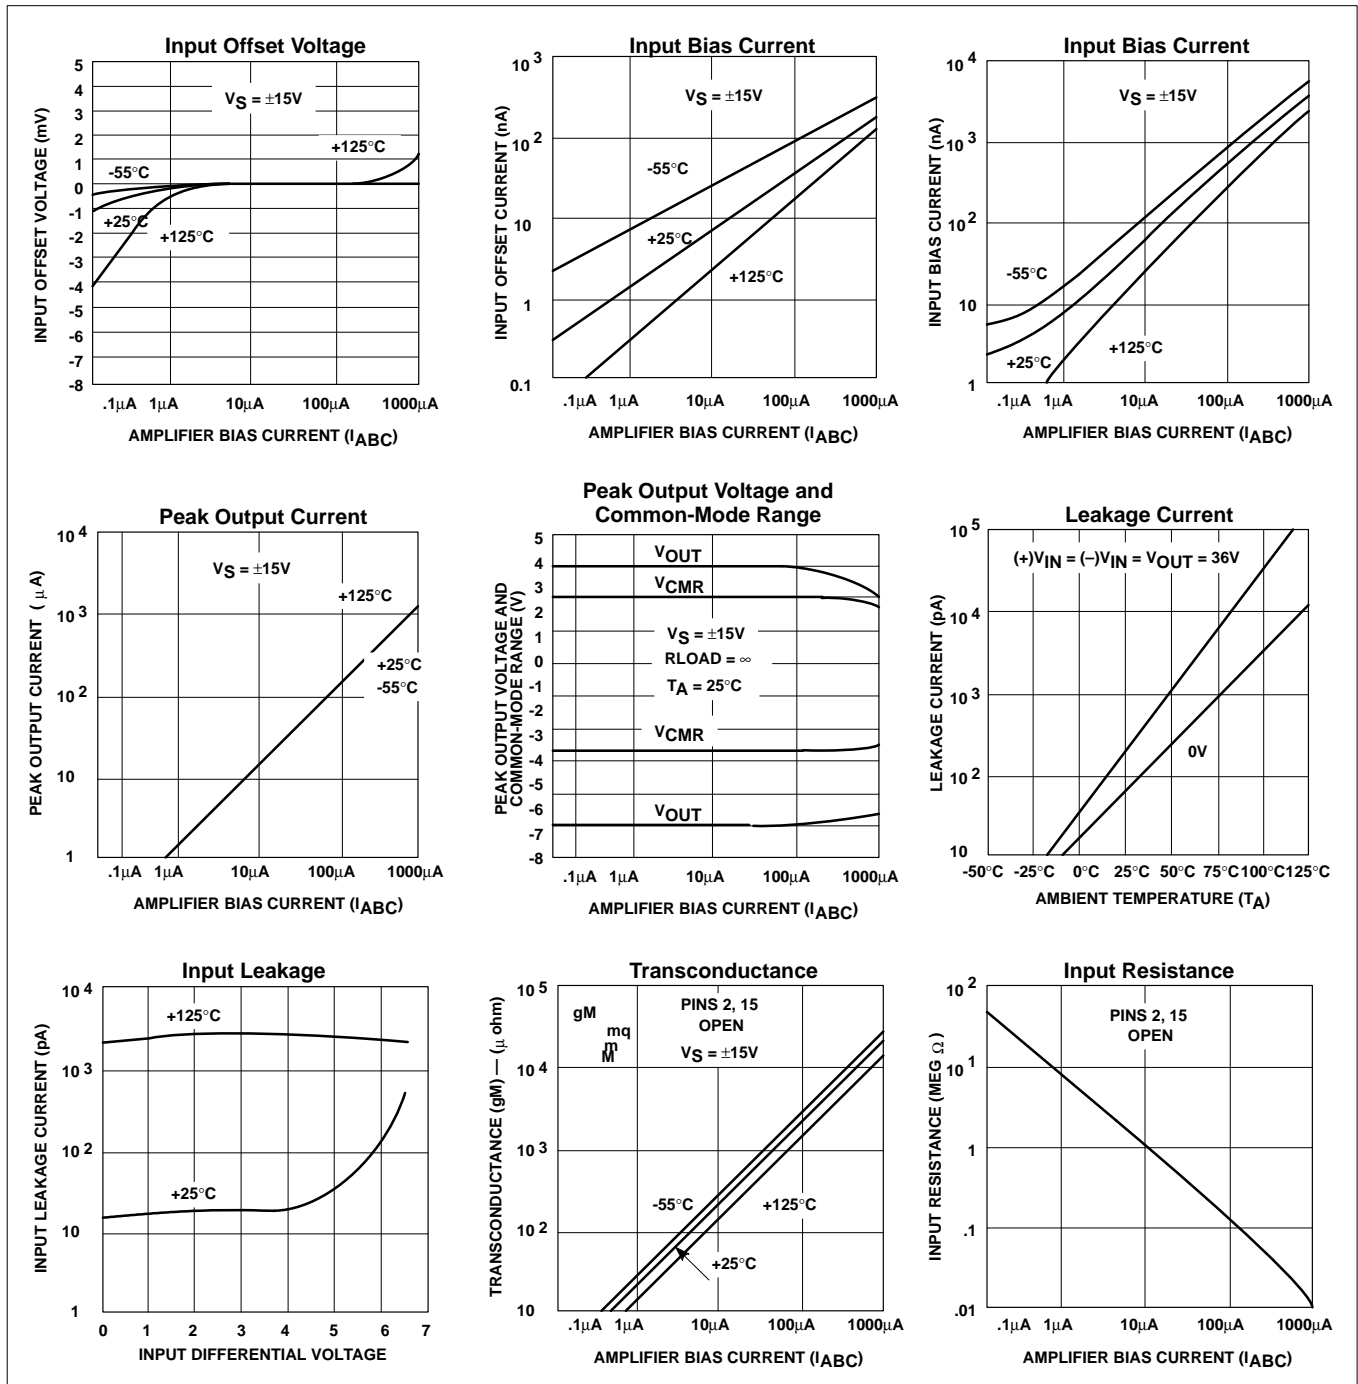 Input Offset Voltage
INPUT OFFSET VOLTAGE (mV)
5
4
3
2
1
0
-1
-2
-3
-4
-5
-6
-7
-8
VS = ±15V
+125°C
-55°C
+25°C
+125°C
.1µA 1µA 10µA 100µA 1000µA
AMPLIFIER BIAS CURRENT (IABC)
Input Bias Current
INPUT OFFSET CURRENT (nA)
10 3
10 2
10
1
0.1
VS = ±15V
-55°C
+25°C
+125°C
.1µA 1µA 10µA 100µA 1000µA
AMPLIFIER BIAS CURRENT (IABC)
Input Bias Current
INPUT BIAS CURRENT (nA)
10 4
10 3
10 2
10
1
VS = ±15V
-55°C
+25°C
+125°C
.1µA 1µA 10µA 100µA 1000µA
AMPLIFIER BIAS CURRENT (IABC)
Peak Output Current
PEAK OUTPUT CURRENT ( µ A)
10 4
10 3
10 2
10
1
VS = ±15V
+125°C
+25°C
-55°C
.1µA 1µA 10µA 100µA 1000µA
AMPLIFIER BIAS CURRENT (IABC)
Peak Output Voltage and
Common-Mode Range
PEAK OUTPUT VOLTAGE AND
COMMON-MODE RANGE (V)
5
4
3
2
1
0
-1
-2
-3
-4
-5
-6
-7
-8
VOUT
VCMR
VS = ±15V
RLOAD = ∞
TA = 25°C
VCMR
VOUT
.1µA 1µA 10µA 100µA 1000µA
AMPLIFIER BIAS CURRENT (IABC)
Leakage Current
LEAKAGE CURRENT (pA)
10 5
10 4
10 3
10 2
10
(+)VIN = (–)VIN = VOUT = 36V
0V
-50°C -25°C 0°C 25°C 50°C 75°C 100°C 125°C
AMBIENT TEMPERATURE (TA)
Input Leakage
INPUT LEAKAGE CURRENT (pA)
10 4
10 3
10 2
10
1
+125°C
+25°C
0 1 2 3 4 5 6 7
INPUT DIFFERENTIAL VOLTAGE
Transconductance
TRANSCONDUCTANCE (gM) — (µ ohm)
10 5
10 4
10 3
10 2
10
gM
mq
m
M
PINS 2, 15
OPEN
VS = ±15V
-55°C
+125°C
+25°C
.1µA 1µA 10µA 100µA 1000µA
AMPLIFIER BIAS CURRENT (IABC)
Input Resistance
INPUT RESISTANCE (MEG Ω)
10 2
10 1
1
.1
.01
PINS 2, 15
OPEN
.1µA 1µA 10µA 100µA 1000µA
AMPLIFIER BIAS CURRENT (IABC)